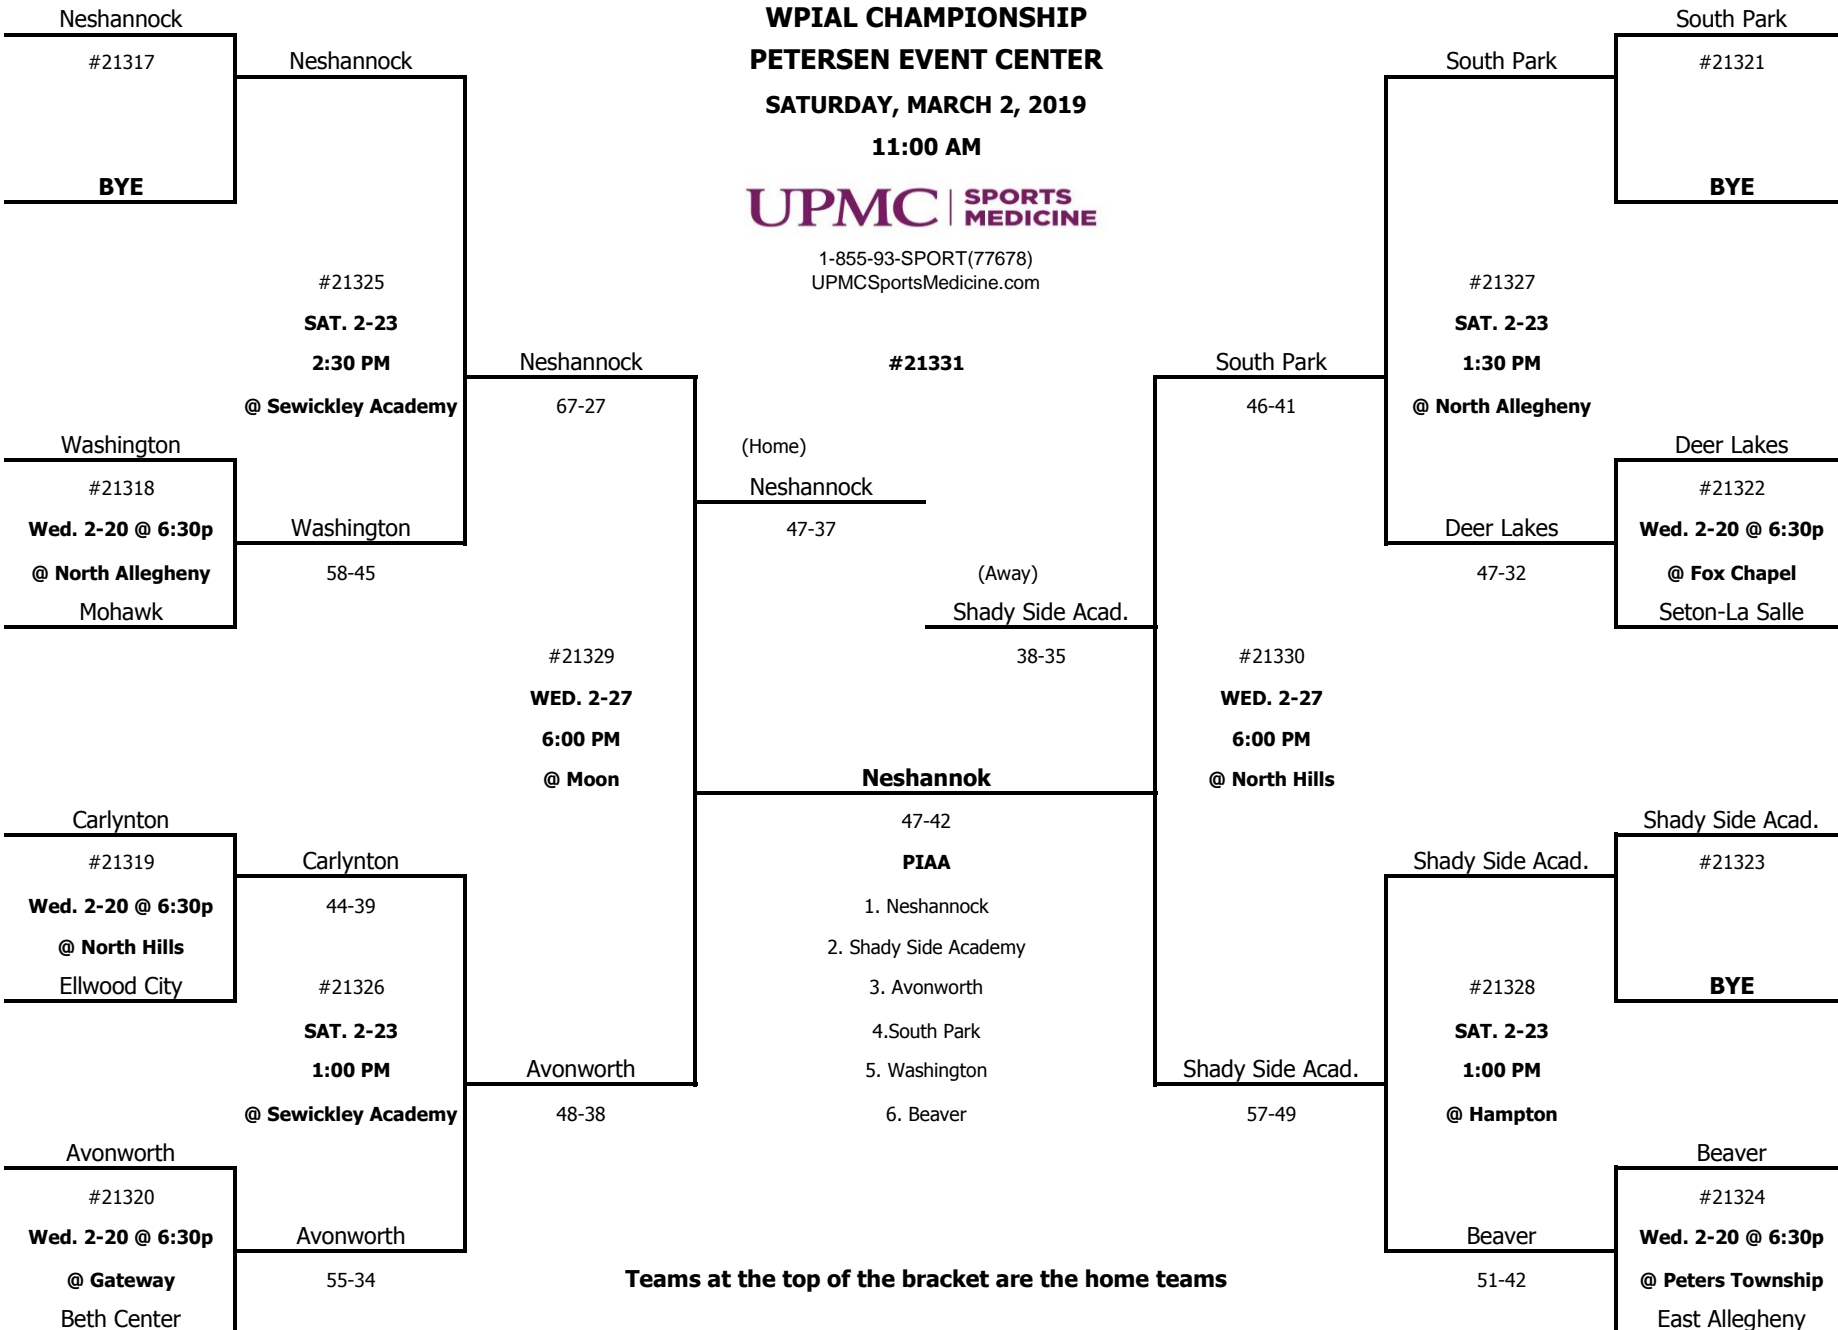 Neshannock
WPIAL CHAMPIONSHIP
South Park
#21317
Neshannock
PETERSEN EVENT CENTER
South Park
#21321
SATURDAY, MARCH 2, 2019
11:00 AM
BYE
BYE
UPMC SPORTS MEDICINE
1-855-93-SPORT(77678)
UPMCSportsMedicine.com
#21325
#21327
SAT. 2-23
SAT. 2-23
2:30 PM
Neshannock
#21331
South Park
1:30 PM
@ Sewickley Academy
67-27
46-41
@ North Allegheny
Washington
(Home)
Deer Lakes
#21318
Neshannock
#21322
Wed. 2-20 @ 6:30p
Washington
47-37
Deer Lakes
Wed. 2-20 @ 6:30p
@ North Allegheny
58-45
(Away)
47-32
@ Fox Chapel
Mohawk
Shady Side Acad.
Seton-La Salle
#21329
38-35
#21330
WED. 2-27
WED. 2-27
6:00 PM
6:00 PM
@ Moon
Neshannok
@ North Hills
Carlynton
47-42
Shady Side Acad.
#21319
Carlynton
PIAA
Shady Side Acad.
#21323
Wed. 2-20 @ 6:30p
44-39
1. Neshannock
@ North Hills
2. Shady Side Academy
Ellwood City
#21326
3. Avonworth
#21328
BYE
SAT. 2-23
4.South Park
SAT. 2-23
1:00 PM
Avonworth
5. Washington
Shady Side Acad.
1:00 PM
@ Sewickley Academy
48-38
6. Beaver
57-49
@ Hampton
Avonworth
Beaver
#21320
#21324
Wed. 2-20 @ 6:30p
Avonworth
Beaver
Wed. 2-20 @ 6:30p
@ Gateway
55-34
Teams at the top of the bracket are the home teams
51-42
@ Peters Township
Beth Center
East Allegheny